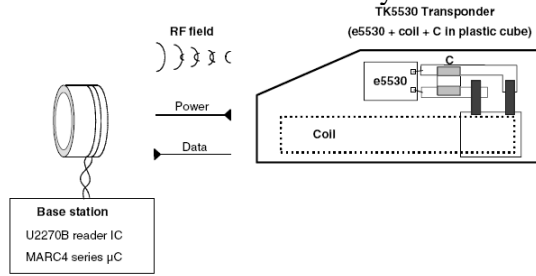 TK5530 Transponder
(e5530 + coil + C in plastic cube)
RF field
C
e5530
Power
Coil
Data
Base station
U2270B reader IC
MARC4 series µC